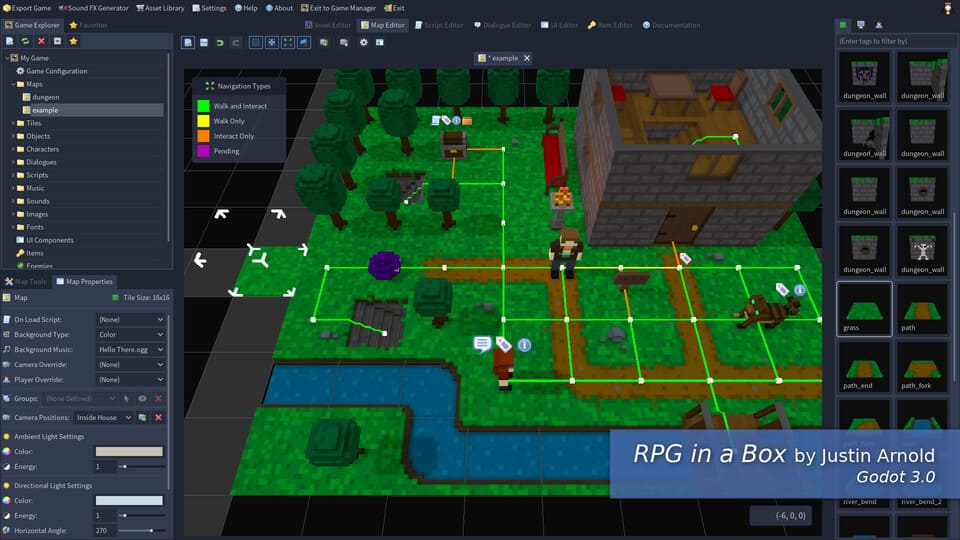 Export Game Sound FX Generator Asset Library Settings Help About Exit to Game Manager Exit
Game Explorer Favorites
Voxel Editor Map Editor Script Editor Dialogue Editor UI Editor Item Editor Documentation
* example
My Game
Game Configuration
Maps
dungeon
example
Tiles
Objects
Characters
Dialogues
Scripts
Music
Sounds
Images
Fonts
UI Components
Items
Enemies
Map Tools Map Properties
Map Tile Size: 16x16
On Load Script: (None)
Background Type: Color
Background Music: Hello There.ogg
Camera Override: (None)
Player Override: (None)
Groups: (None Defined)
Camera Positions: Inside House
Ambient Light Settings
Color:
Energy: 1
Directional Light Settings
Color:
Energy: 1
Horizontal Angle: 270
Navigation Types
Walk and Interact
Walk Only
Interact Only
Pending
RPG in a Box by Justin Arnold
Godot 3.0
(-6, 0, 0)
(Enter tags to filter by)
dungeon_wall dungeon_wall
dungeon_wall dungeon_wall
dungeon_wall dungeon_wall
dungeon_wall dungeon_wall
grass path
path_end path_fork
river_bend river_bend_2